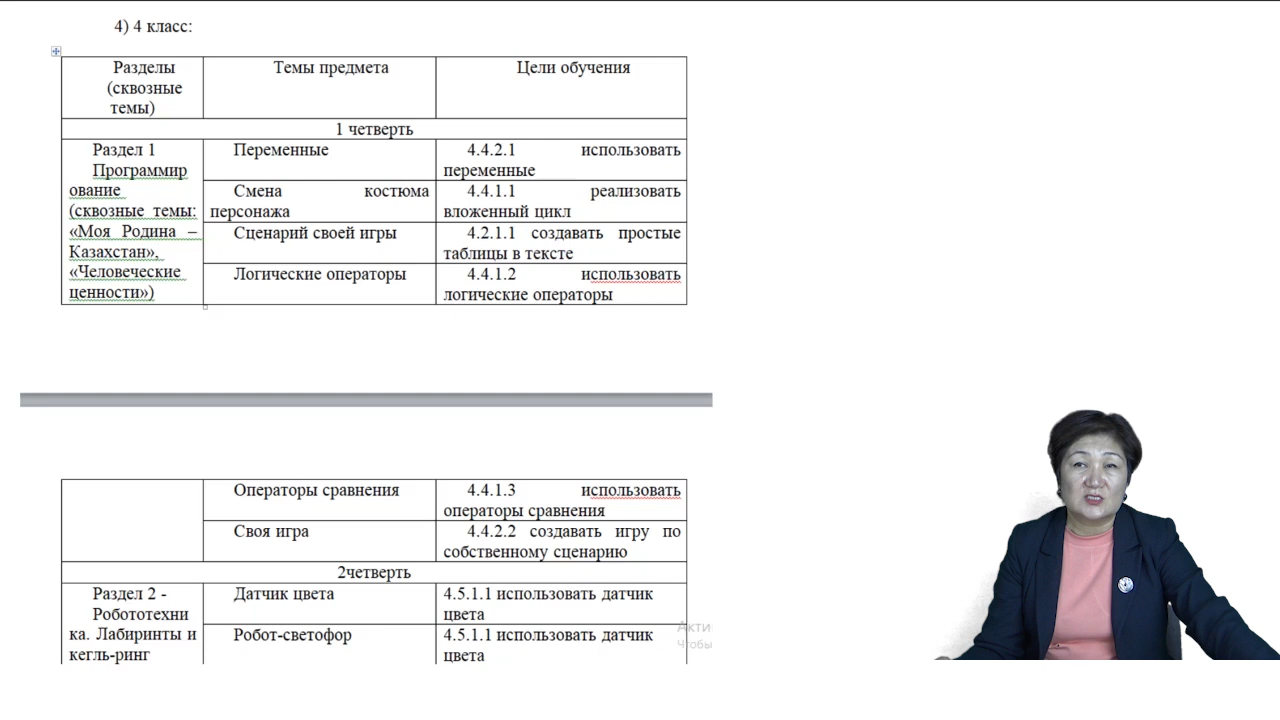 4) 4 класс:
Разделы (сквозные темы)
Темы предмета
Цели обучения
1 четверть
Раздел 1
Программир
ование
(сквозные темы:
«Моя Родина –
Казахстан»,
«Человеческие
ценности»)
Переменные
4.4.2.1 использовать
переменные
Смена костюма
персонажа
4.4.1.1 реализовать
вложенный цикл
Сценарий своей игры
4.2.1.1 создавать простые
таблицы в тексте
Логические операторы
4.4.1.2 использовать
логические операторы
Операторы сравнения
4.4.1.3 использовать
операторы сравнения
Своя игра
4.4.2.2 создавать игру по
собственному сценарию
2четверть
Раздел 2 -
Робототехни
ка. Лабиринты и
кегль-ринг
Датчик цвета
4.5.1.1 использовать датчик
цвета
Робот-светофор
4.5.1.1 использовать датчик
цвета
Акти
Чтобы